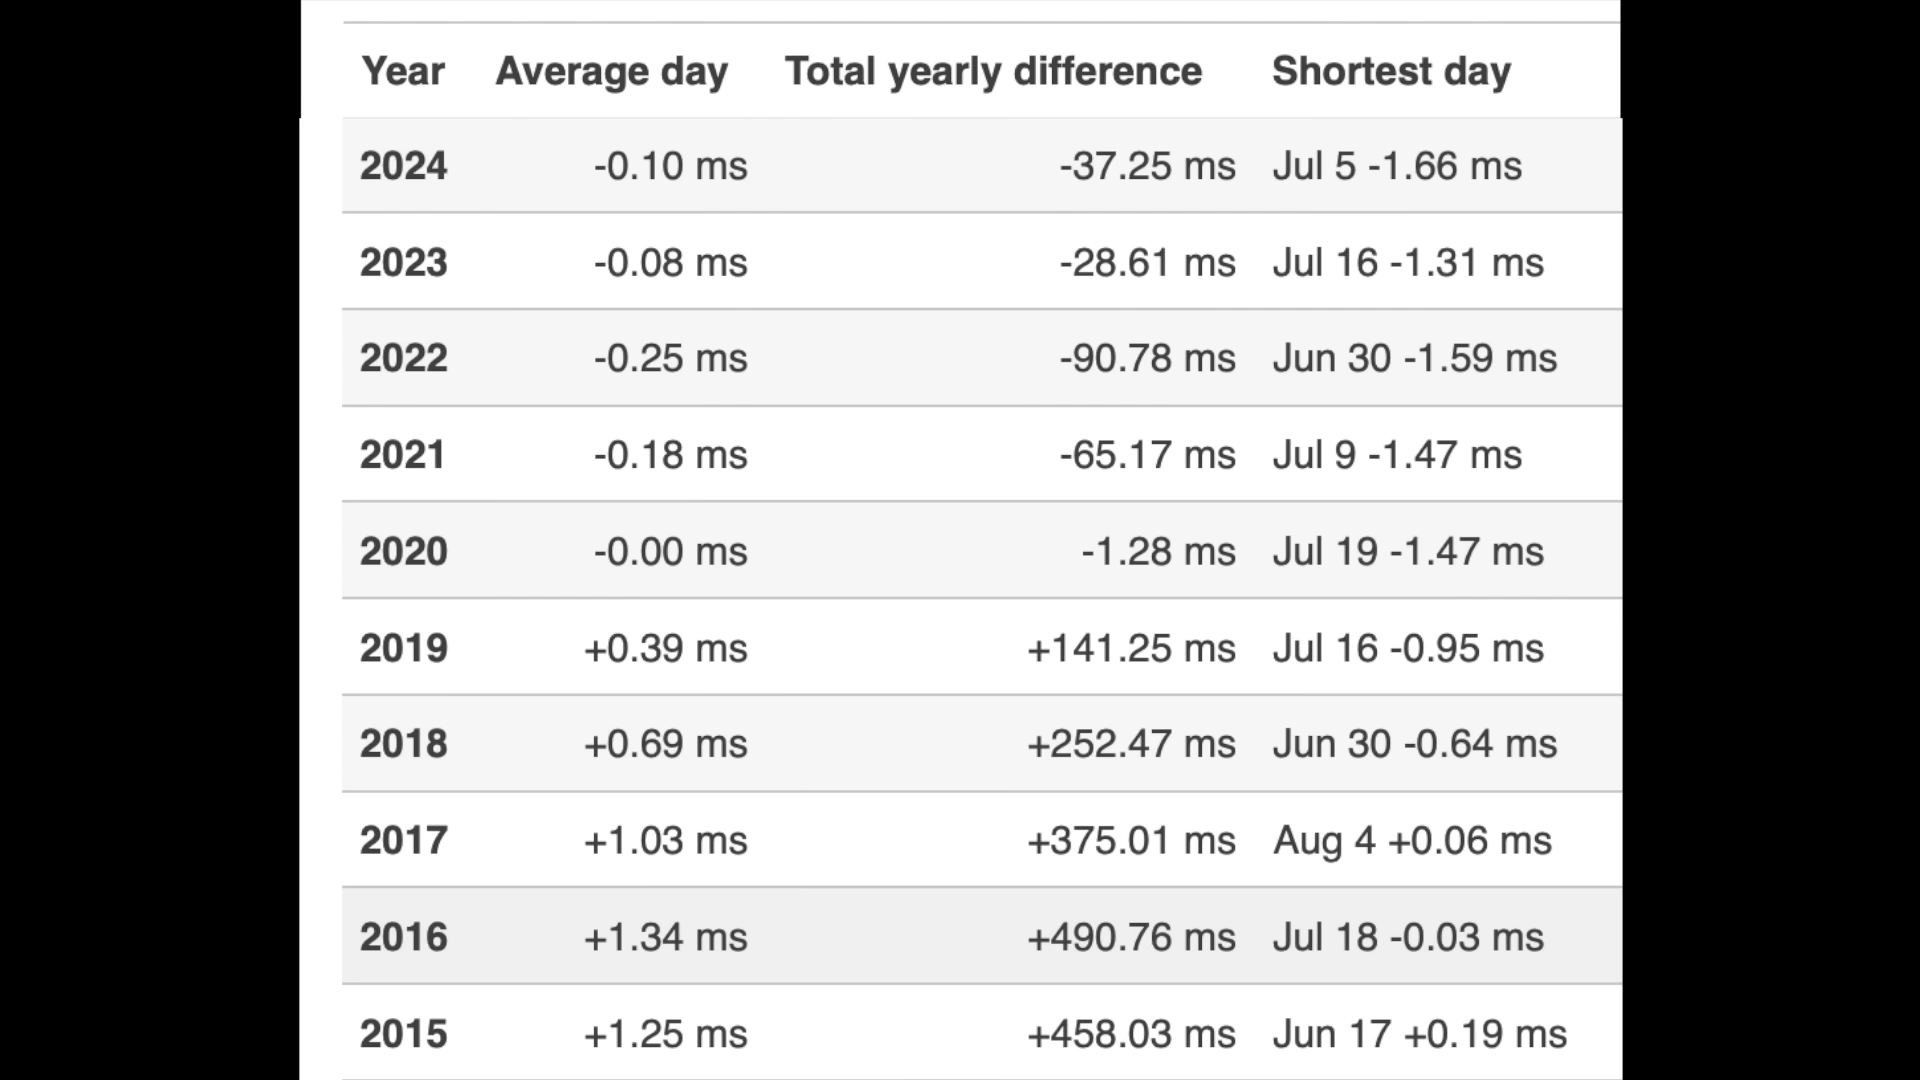 Year Average day Total yearly difference Shortest day
2024 -0.10 ms -37.25 ms Jul 5 -1.66 ms
2023 -0.08 ms -28.61 ms Jul 16 -1.31 ms
2022 -0.25 ms -90.78 ms Jun 30 -1.59 ms
2021 -0.18 ms -65.17 ms Jul 9 -1.47 ms
2020 -0.00 ms -1.28 ms Jul 19 -1.47 ms
2019 +0.39 ms +141.25 ms Jul 16 -0.95 ms
2018 +0.69 ms +252.47 ms Jun 30 -0.64 ms
2017 +1.03 ms +375.01 ms Aug 4 +0.06 ms
2016 +1.34 ms +490.76 ms Jul 18 -0.03 ms
2015 +1.25 ms +458.03 ms Jun 17 +0.19 ms